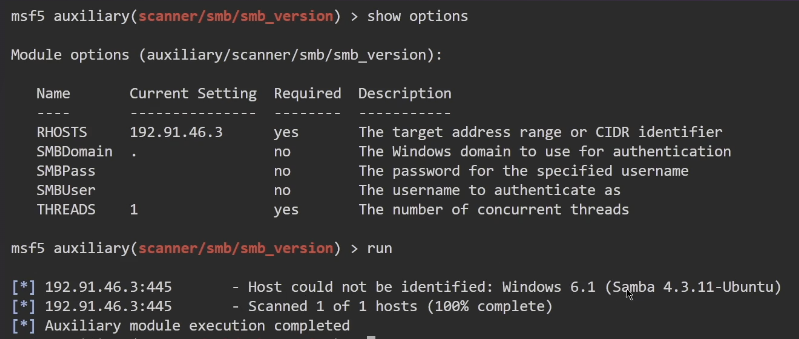 msf5 auxiliary(scanner/smb/smb_version) > show options
Module options (auxiliary/scanner/smb/smb_version):
Name Current Setting Required Description
---- --------------- -------- -----------
RHOSTS 192.91.46.3 yes The target address range or CIDR identifier
SMBDomain . no The Windows domain to use for authentication
SMBPass no The password for the specified username
SMBUser no The username to authenticate as
THREADS 1 yes The number of concurrent threads
msf5 auxiliary(scanner/smb/smb_version) > run
[*] 192.91.46.3:445 - Host could not be identified: Windows 6.1 (Samba 4.3.11-Ubuntu)
[*] 192.91.46.3:445 - Scanned 1 of 1 hosts (100% complete)
[*] Auxiliary module execution completed